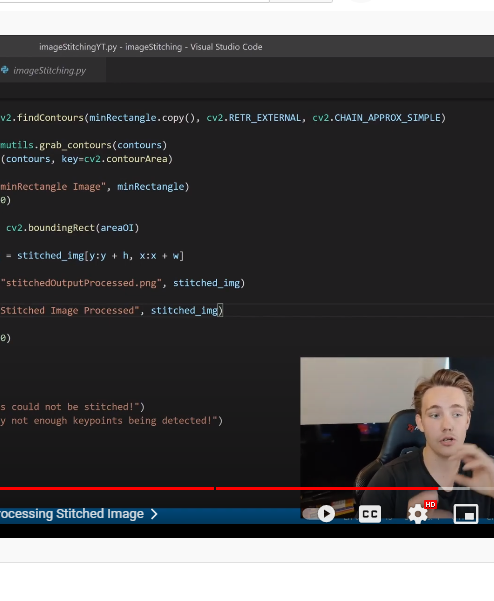 imageStitchingYT.py - imageStitching - Visual Studio Code
imageStitching.py
v2.findContours(minRectangle.copy(), cv2.RETR_EXTERNAL, cv2.CHAIN_APPROX_SIMPLE)
mutils.grab_contours(contours)
(contours, key=cv2.contourArea)
minRectangle Image", minRectangle)
0)
cv2.boundingRect(areaOI)
= stitched_img[y:y + h, x:x + w]
"stitchedOutputProcessed.png", stitched_img)
Stitched Image Processed", stitched_img)
0)
s could not be stitched!")
y not enough keypoints being detected!")
ocessing Stitched Image
CC
HD